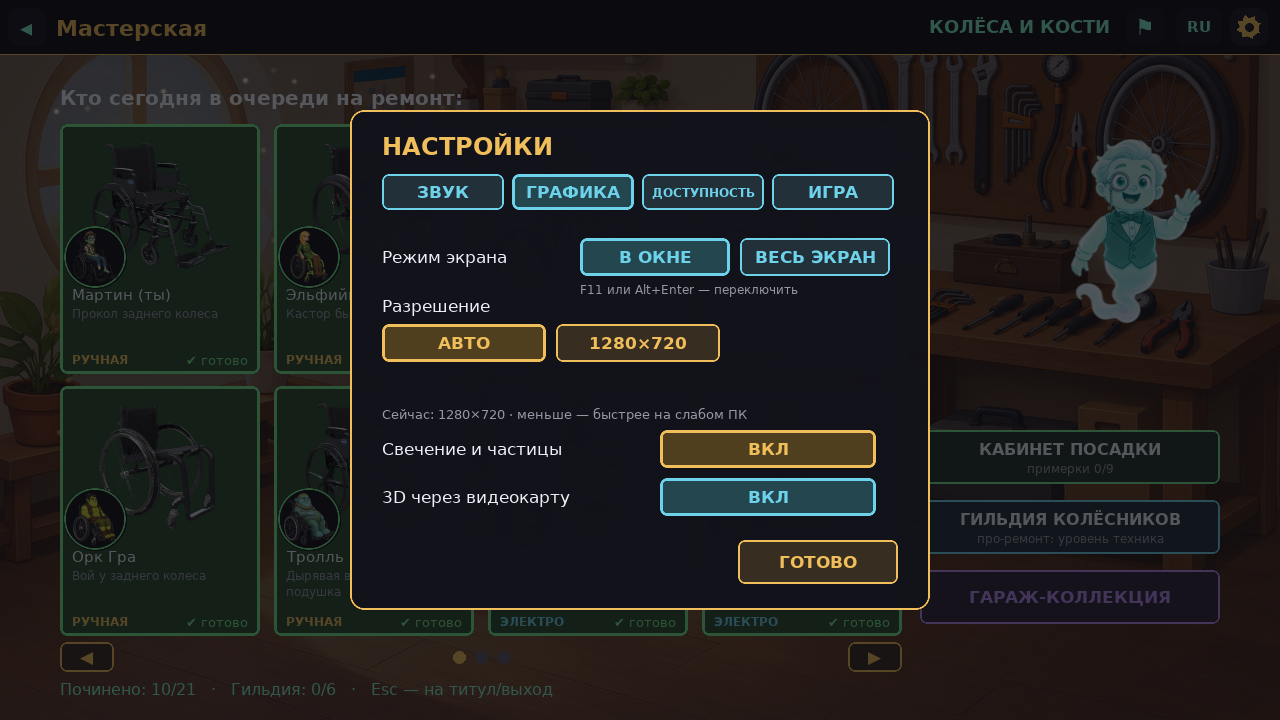 Мастерская
КОЛЁСА И КОСТИ
RU
Кто сегодня в очереди на ремонт:
НАСТРОЙКИ
ЗВУК
ГРАФИКА
ДОСТУПНОСТЬ
ИГРА
Режим экрана
В ОКНЕ
ВЕСЬ ЭКРАН
F11 или Alt+Enter — переключить
Разрешение
АВТО
1280×720
Сейчас: 1280×720 · меньше — быстрее на слабом ПК
Свечение и частицы
ВКЛ
3D через видеокарту
ВКЛ
ГОТОВО
Мартин (ты)
Прокол заднего колеса
РУЧНАЯ
✔ готово
Кастор
РУЧНАЯ
Орк Гра
Вой у заднего колеса
РУЧНАЯ
✔ готово
Тролль
Дырявая
подушка
РУЧНАЯ
✔ готово
ЭЛЕКТРО
✔ готово
ЭЛЕКТРО
✔ готово
КАБИНЕТ ПОСАДКИ
примерки 0/9
ГИЛЬДИЯ КОЛЁСНИКОВ
про-ремонт: уровень техника
ГАРАЖ-КОЛЛЕКЦИЯ
Починено: 10/21 · Гильдия: 0/6 · Esc — на титул/выход